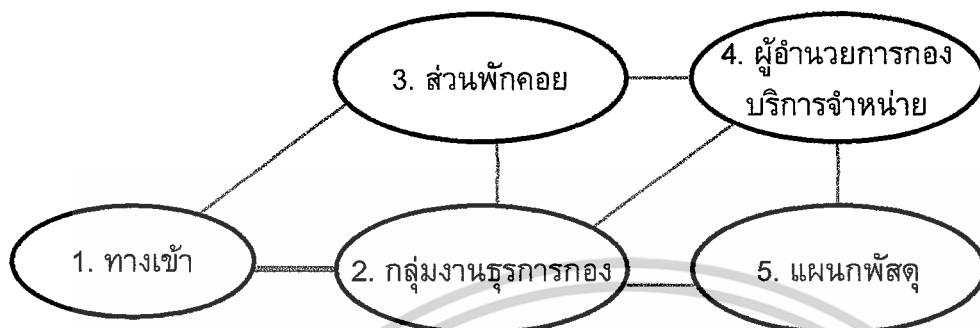 3. ส่วนพักคอย
4. ผู้อำนวยการกอง
บริการจำหน่าย
1. ทางเข้า
2. กลุ่มงานธุรการกอง
5. แผนกพัสดุ